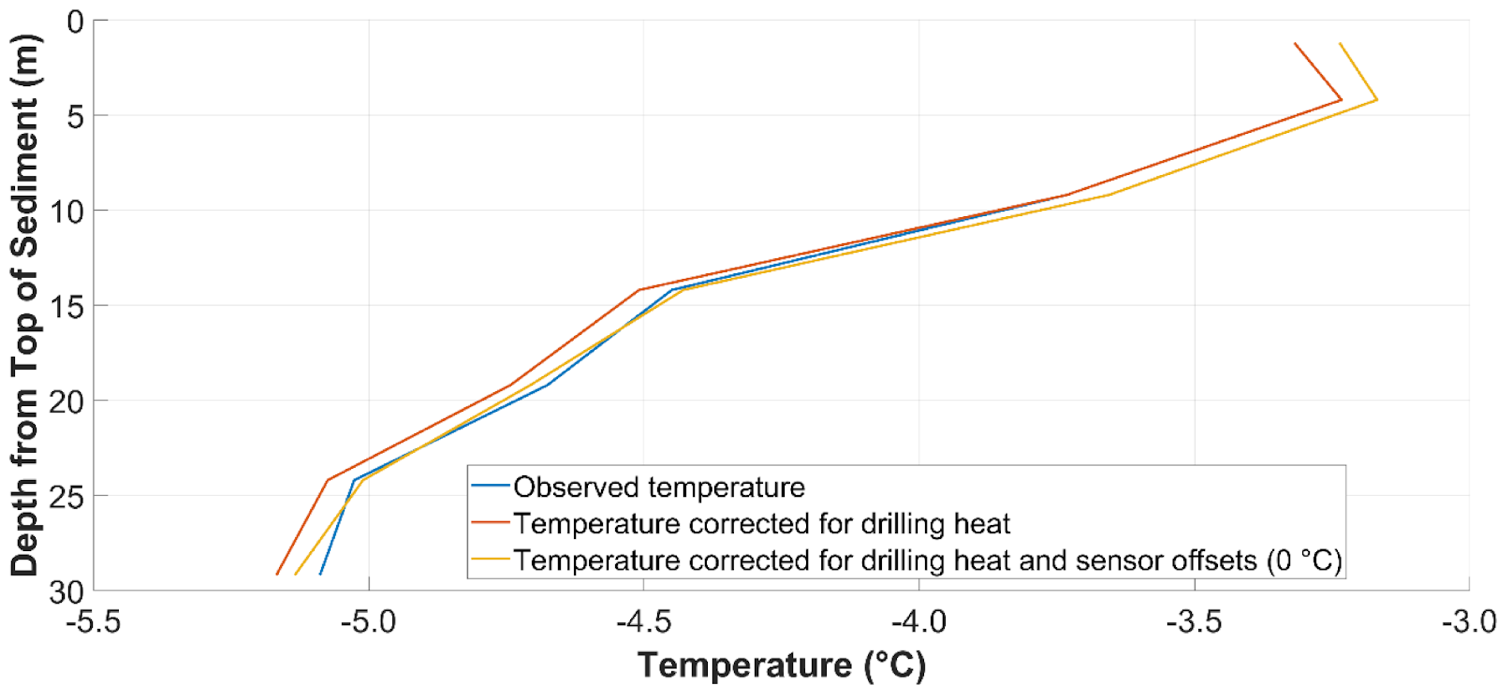 Depth from Top of Sediment (m)
0
5
10
15
20
25
30
Observed temperature
Temperature corrected for drilling heat
Temperature corrected for drilling heat and sensor offsets (0 °C)
-5.5 -5.0 -4.5 -4.0 -3.5 -3.0
Temperature (°C)